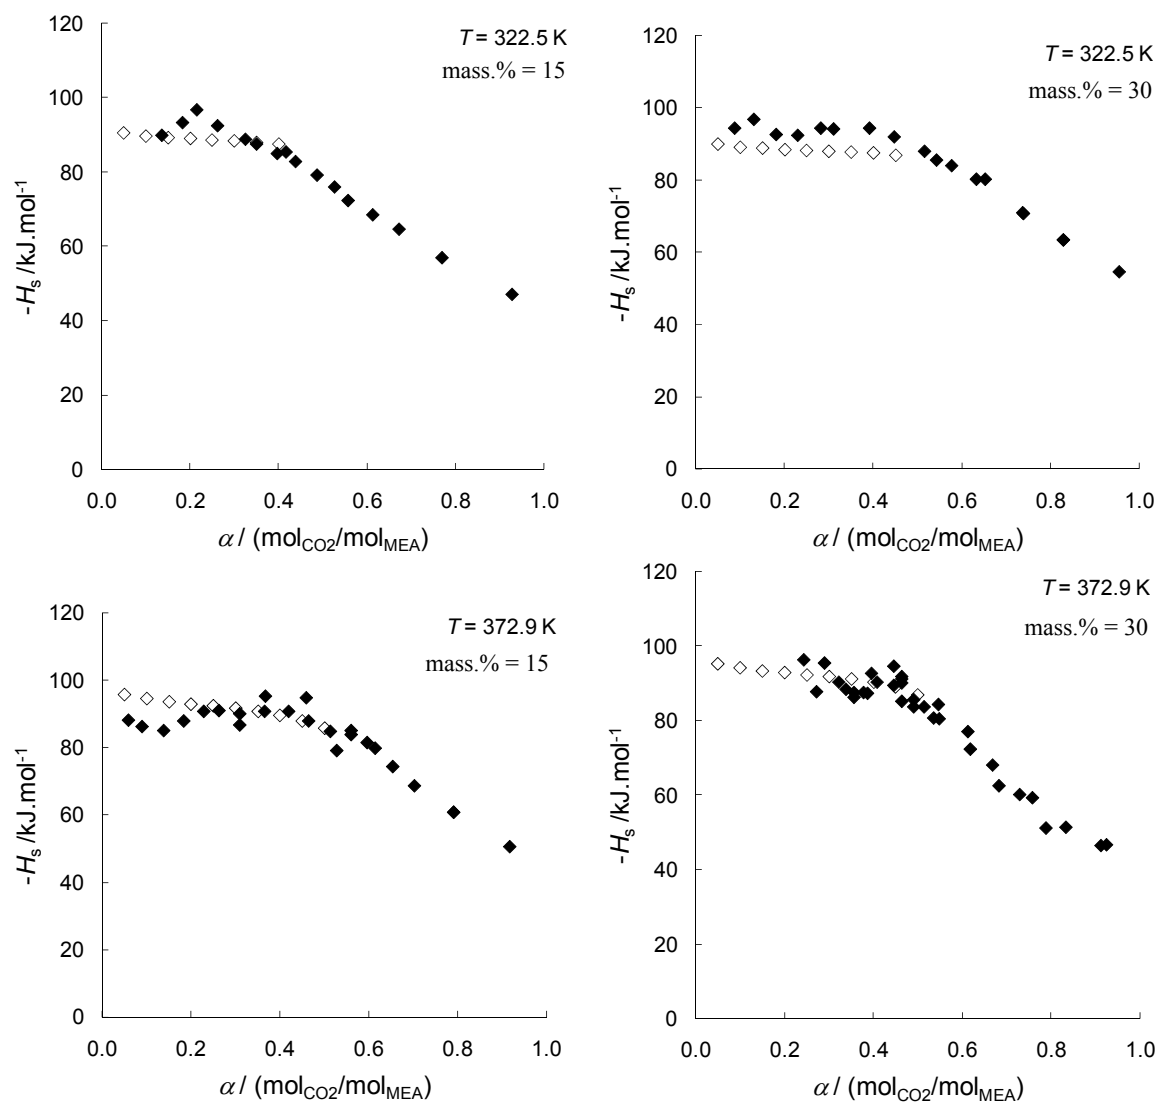 120
100
80
60
40
20
0
-Hs /kJ.mol-1
T = 322.5 K
mass.% = 15
0.0 0.2 0.4 0.6 0.8 1.0
α / (molCO2/molMEA)
120
100
80
60
40
20
0
-Hs /kJ.mol-1
T = 322.5 K
mass.% = 30
0.0 0.2 0.4 0.6 0.8 1.0
α / (molCO2/molMEA)
120
100
80
60
40
20
0
-Hs /kJ.mol-1
T = 372.9 K
mass.% = 15
0.0 0.2 0.4 0.6 0.8 1.0
α / (molCO2/molMEA)
120
100
80
60
40
20
0
-Hs /kJ.mol-1
T = 372.9 K
mass.% = 30
0.0 0.2 0.4 0.6 0.8 1.0
α / (molCO2/molMEA)